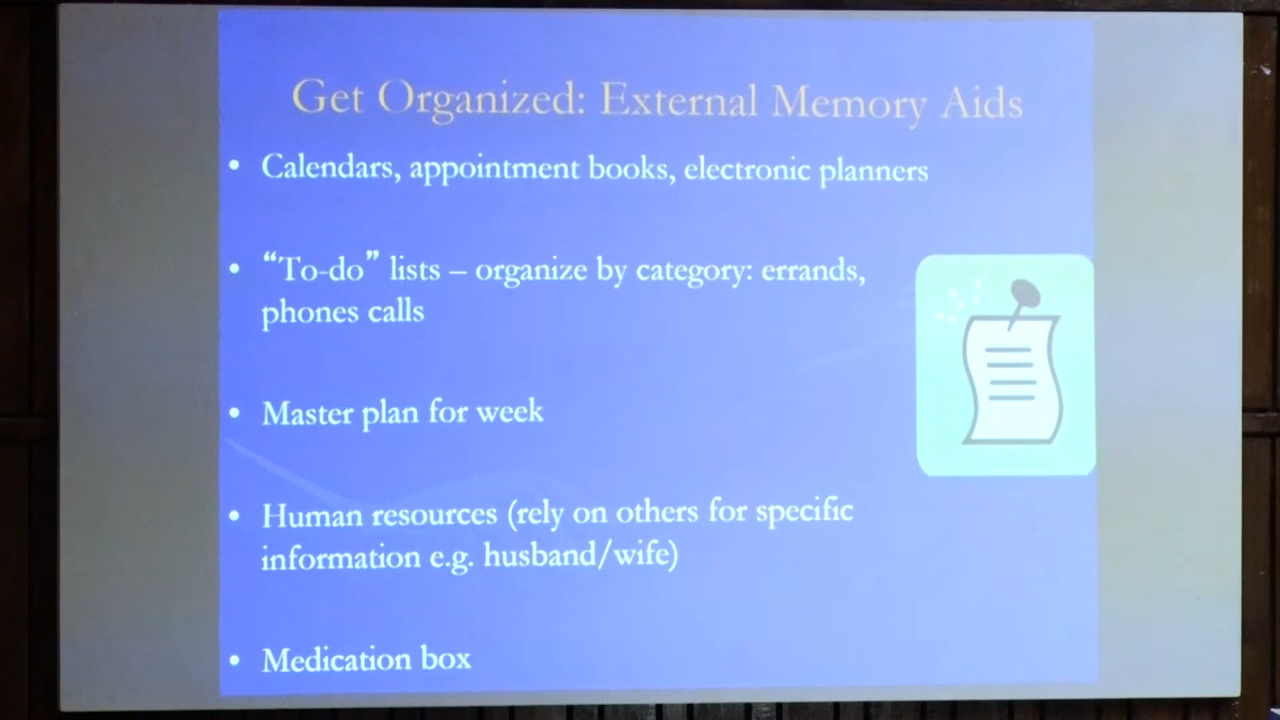 Get Organized: External Memory Aids
• Calendars, appointment books, electronic planners
• “To-do” lists – organize by category: errands,
phones calls
• Master plan for week
• Human resources (rely on others for specific
information e.g. husband/wife)
• Medication box